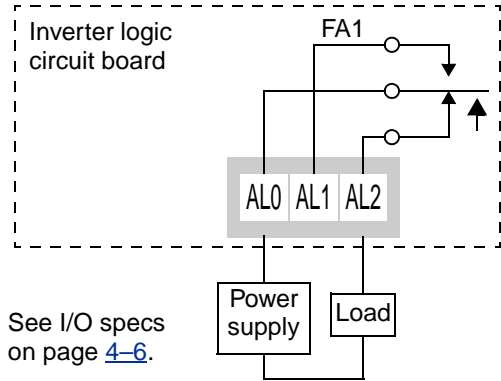 Inverter logic
circuit board
FA1
AL0 AL1 AL2
Power
supply
Load
See I/O specs
on page 4–6.